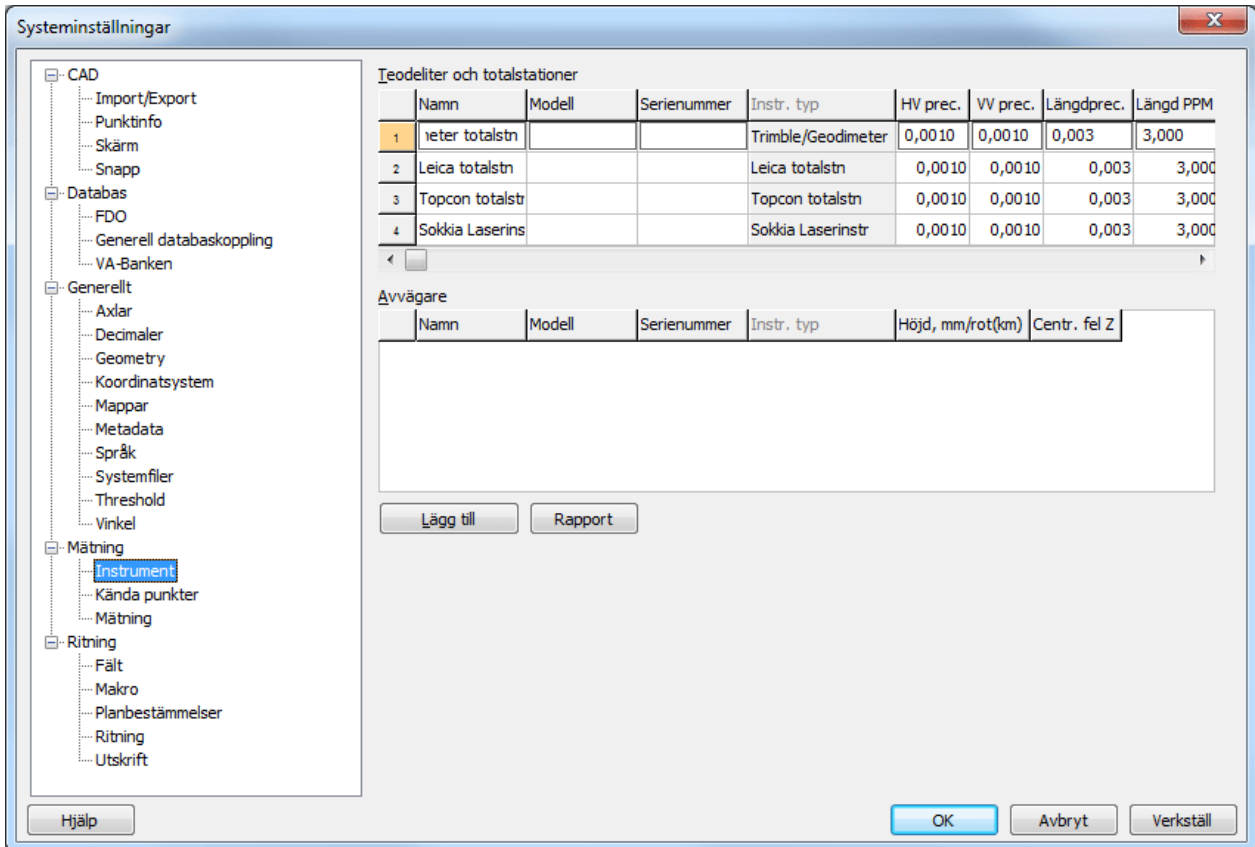 Systeminställningar
CAD
Import/Export
Punktinfo
Skärm
Snapp
Databas
FDO
Generell databaskoppling
VA-Banken
Generellt
Axlar
Decimaler
Geometry
Koordinatsystem
Mappar
Metadata
Språk
Systemfiler
Threshold
Vinkel
Mätning
Instrument
Kända punkter
Mätning
Ritning
Fält
Makro
Planbestämmelser
Ritning
Utskrift
Teodeliter och totalstationer
Namn Modell Serienummer Instr. typ HV prec. VV prec. Längdprec. Längd PPM
1 neter totalstn Trimble/Geodimeter 0,0010 0,0010 0,003 3,000
2 Leica totalstn Leica totalstn 0,0010 0,0010 0,003 3,000
3 Topcon totalstr Topcon totalstn 0,0010 0,0010 0,003 3,000
4 Sokkia Laserins Sokkia Laserinstr 0,0010 0,0010 0,003 3,000
Avvägare
Namn Modell Serienummer Instr. typ Höjd, mm/rot(km) Centr. fel Z
Lägg till Rapport
Hjälp OK Avbryt Verkställ